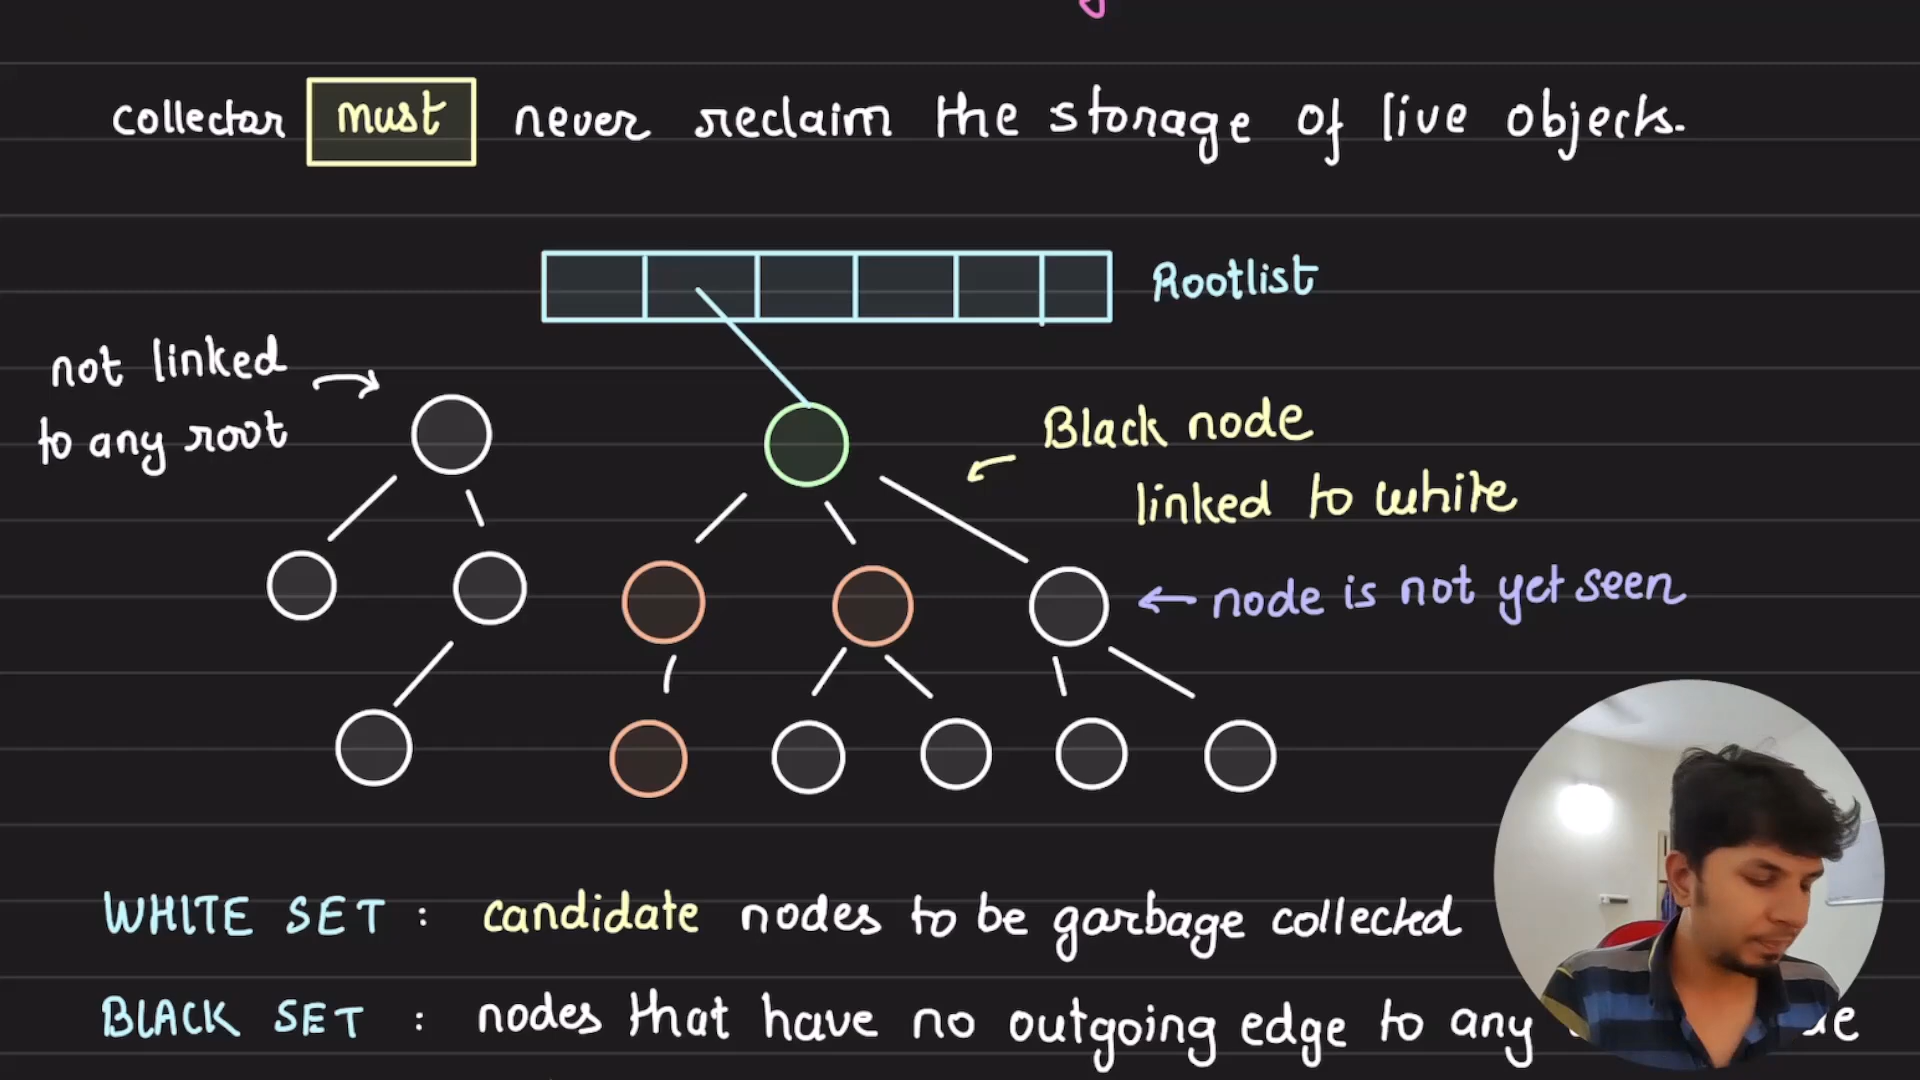 collector must never reclaim the storage of live objects.
Rootlist
not linked
to any root
Black node
linked to white
node is not yet seen
WHITE SET : candidate nodes to be garbage collected
BLACK SET : nodes that have no outgoing edge to any